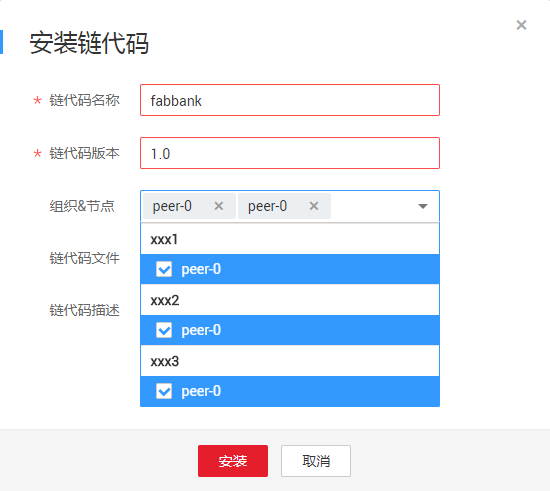 安装链代码
* 链代码名称 fabbank
* 链代码版本 1.0
组织&节点 peer-0 × peer-0 ×
xxx1
链代码文件
peer-0
xxx2
链代码描述
peer-0
xxx3
peer-0
安装 取消